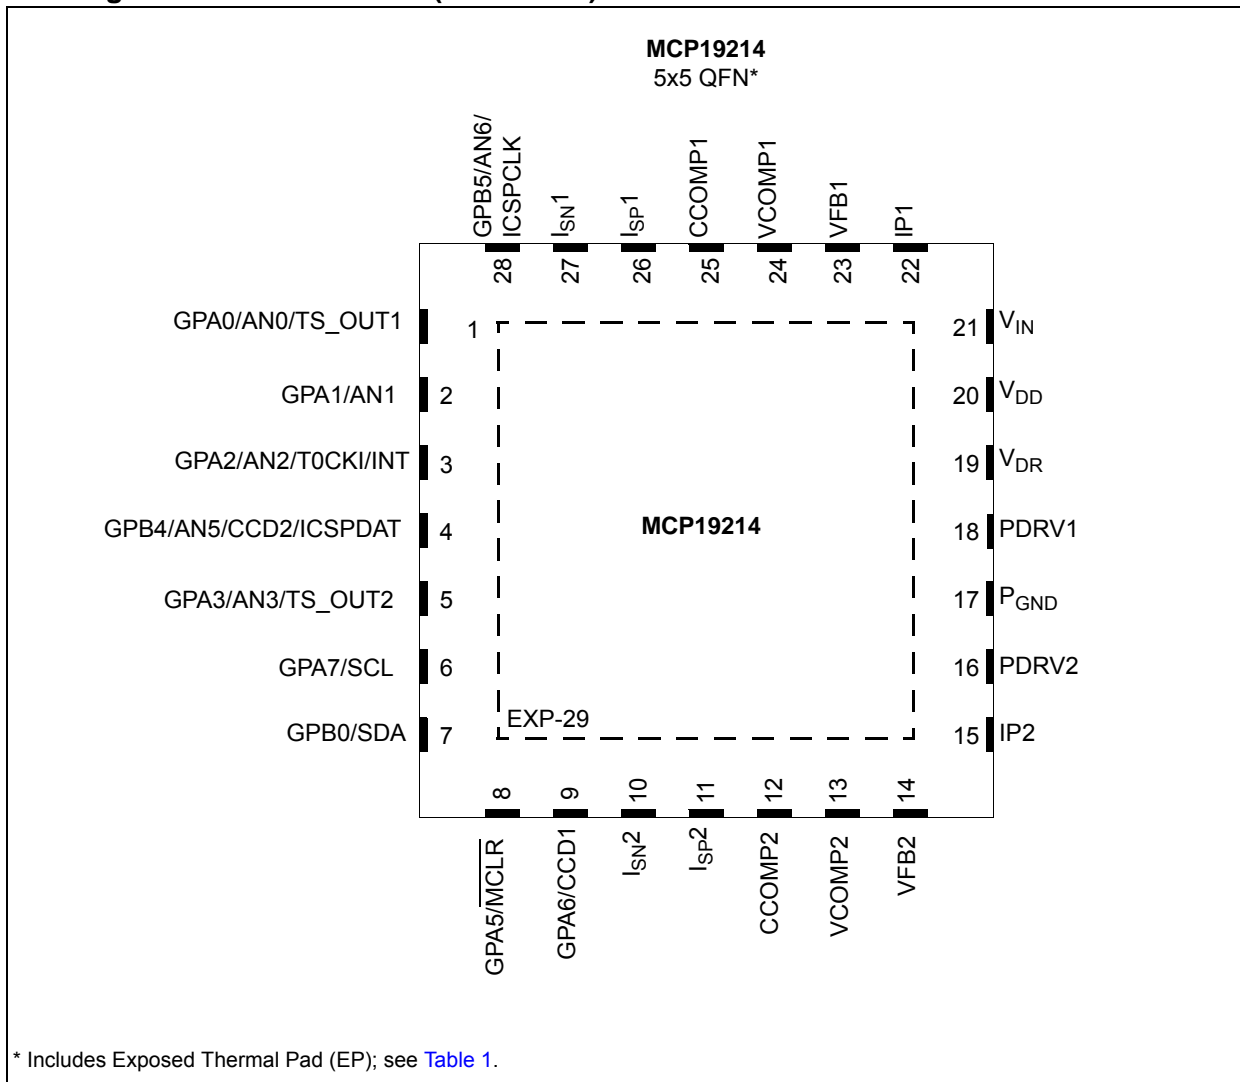 MCP19214
5x5 QFN*
GPB5/AN6/
ICSPCLK
ISN1
ISP1
CCOMP1
VCOMP1
VFB1
IP1
28
27
26
25
24
23
22
GPA0/AN0/TS_OUT1
1
GPA1/AN1
2
GPA2/AN2/T0CKI/INT
3
GPB4/AN5/CCD2/ICSPDAT
4
GPA3/AN3/TS_OUT2
5
GPA7/SCL
6
GPB0/SDA
7
MCP19214
EXP-29
21 VIN
20 VDD
19 VDR
18 PDRV1
17 PGND
16 PDRV2
15 IP2
8
9
10
11
12
13
14
GPA5/MCLR
GPA6/CCD1
ISN2
ISP2
CCOMP2
VCOMP2
VFB2
* Includes Exposed Thermal Pad (EP); see Table 1.